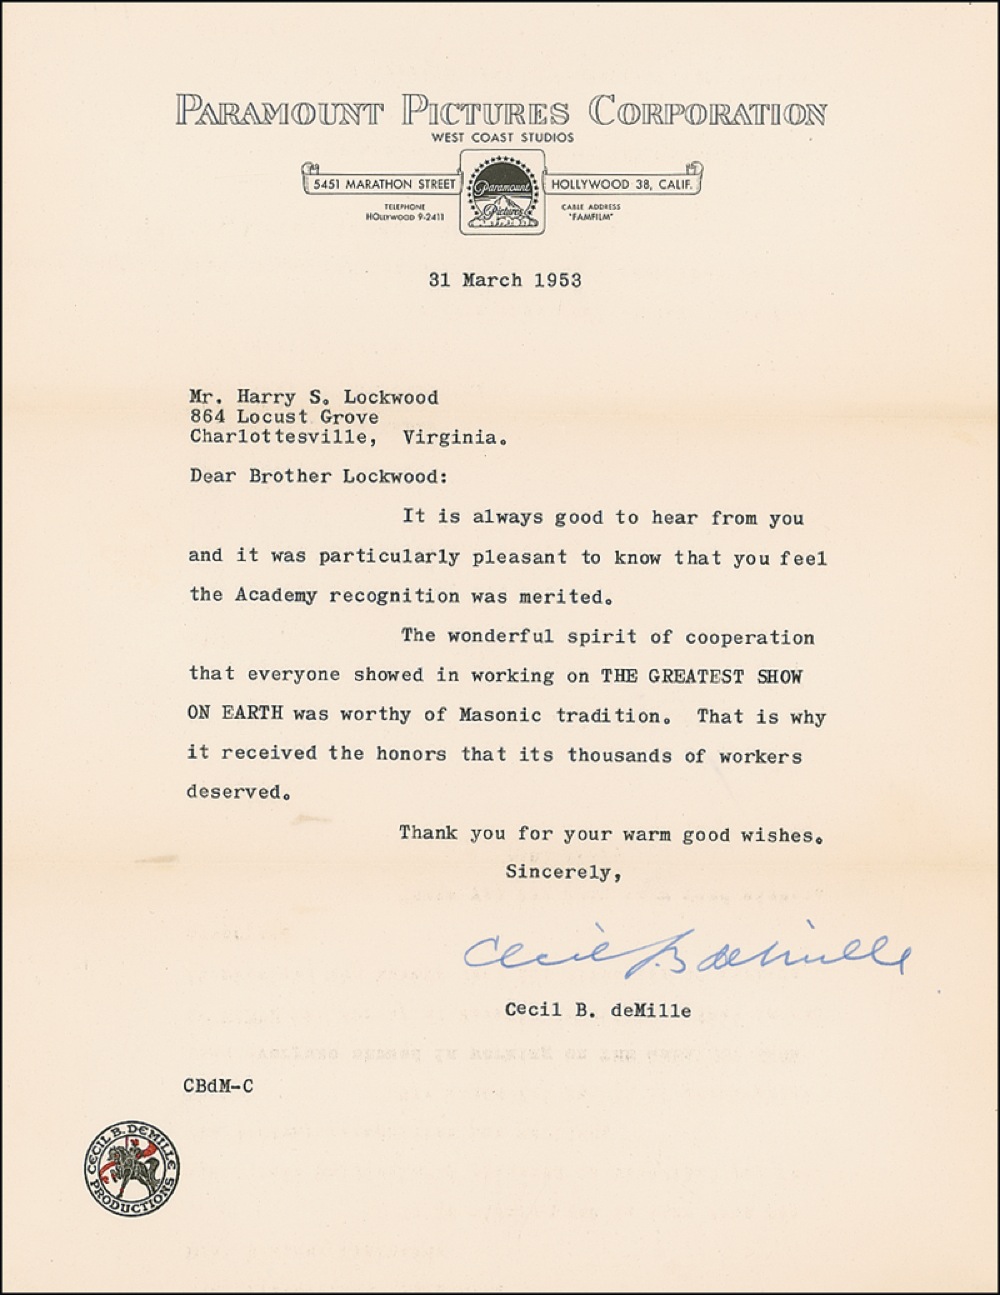 PARAMOUNT PICTURES CORPORATION
WEST COAST STUDIOS
5451 MARATHON STREET
Paramount Pictures
HOLLYWOOD 38, CALIF.
TELEPHONE
HOLLYWOOD 9-2411
CABLE ADDRESS
"FAMFILM"
31 March 1953
Mr. Harry S. Lockwood
864 Locust Grove
Charlottesville, Virginia.
Dear Brother Lockwood:
It is always good to hear from you
and it was particularly pleasant to know that you feel
the Academy recognition was merited.
The wonderful spirit of cooperation
that everyone showed in working on THE GREATEST SHOW
ON EARTH was worthy of Masonic tradition. That is why
it received the honors that its thousands of workers
deserved.
Thank you for your warm good wishes.
Sincerely,
Cecil B deMille
Cecil B. deMille
CBdM-C
CECIL B. DEMILLE
PRODUCTIONS